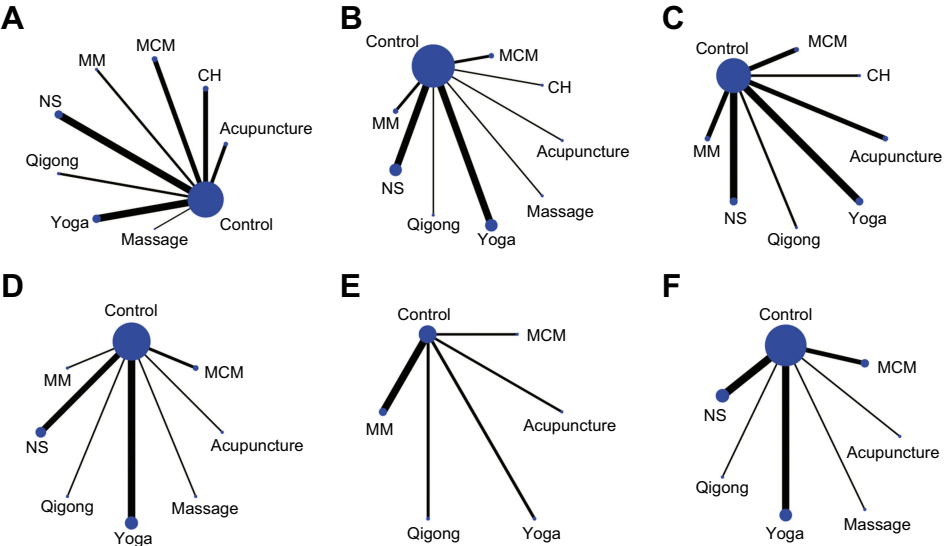 A
MCM
MM
CH
NS
Acupuncture
Qigong
Yoga
Control
Massage
B
Control
MCM
CH
MM
Acupuncture
NS
Massage
Qigong
Yoga
C
MCM
Control
CH
MM
Acupuncture
NS
Yoga
Qigong
D
Control
MM
MCM
NS
Acupuncture
Qigong
Massage
Yoga
E
Control
MCM
MM
Acupuncture
Qigong
Yoga
F
Control
MCM
NS
Acupuncture
Qigong
Massage
Yoga